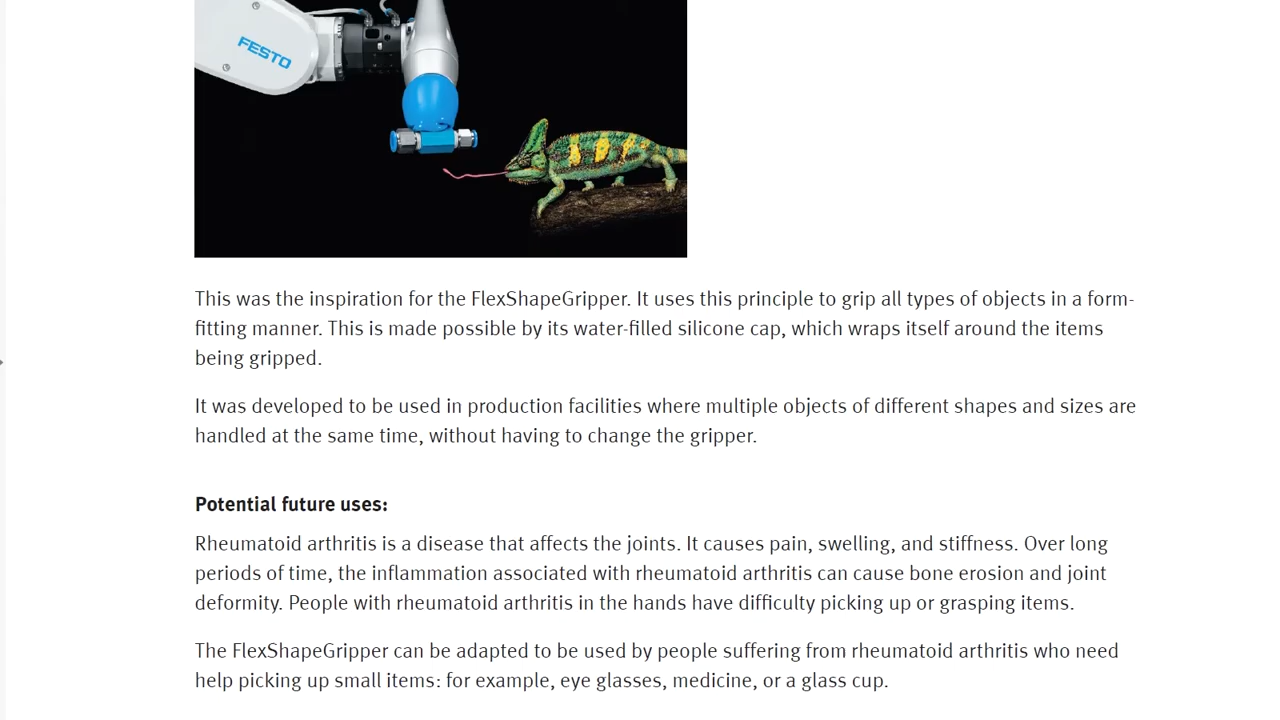 FESTO
This was the inspiration for the FlexShapeGripper. It uses this principle to grip all types of objects in a form-
fitting manner. This is made possible by its water-filled silicone cap, which wraps itself around the items
being gripped.
It was developed to be used in production facilities where multiple objects of different shapes and sizes are
handled at the same time, without having to change the gripper.
Potential future uses:
Rheumatoid arthritis is a disease that affects the joints. It causes pain, swelling, and stiffness. Over long
periods of time, the inflammation associated with rheumatoid arthritis can cause bone erosion and joint
deformity. People with rheumatoid arthritis in the hands have difficulty picking up or grasping items.
The FlexShapeGripper can be adapted to be used by people suffering from rheumatoid arthritis who need
help picking up small items: for example, eye glasses, medicine, or a glass cup.